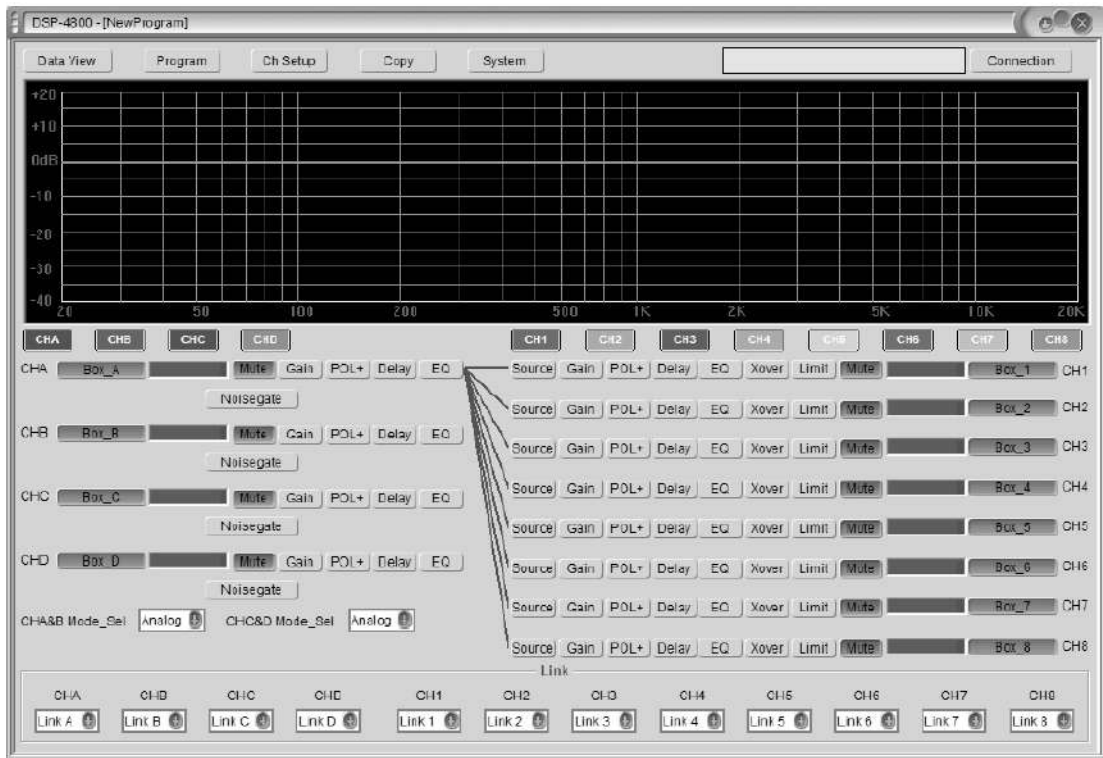 DSP-4800 - [NewProgram]
Data View Program Ch Setup Copy System Connection
+20
+10
0dB
-10
-20
-30
-40
20 50 100 200 500 1K 2K 5K 10K 20K
CHA CHB CHC CHD CH1 CH2 CH3 CH4 CH5 CH6 CH7 CH8
CHA Box_A Mute Gain POL+ Delay EQ Source Gain POL+ Delay EQ Xover Limit Mute Box_1 CH1
Noisegate
Source Gain POL+ Delay EQ Xover Limit Mute Box_2 CH2
CHB Box_B Mute Gain POL+ Delay EQ
Source Gain POL+ Delay EQ Xover Limit Mute Box_3 CH3
Noisegate
CHC Box_C Mute Gain POL+ Delay EQ Source Gain POL+ Delay EQ Xover Limit Mute Box_4 CH4
Noisegate
Source Gain POL+ Delay EQ Xover Limit Mute Box_5 CH5
CHD Box_D Mute Gain POL+ Delay EQ Source Gain POL+ Delay EQ Xover Limit Mute Box_6 CH6
Noisegate
Source Gain POL+ Delay EQ Xover Limit Mute Box_7 CH7
CHA&B Mode_Sel Analog CHC&D Mode_Sel Analog
Source Gain POL+ Delay EQ Xover Limit Mute Box_8 CH8
Link
CHA CHB CHC CHD CH1 CH2 CH3 CH4 CH5 CH6 CH7 CH8
Link A Link B Link C Link D Link 1 Link 2 Link 3 Link 4 Link 5 Link 6 Link 7 Link 8